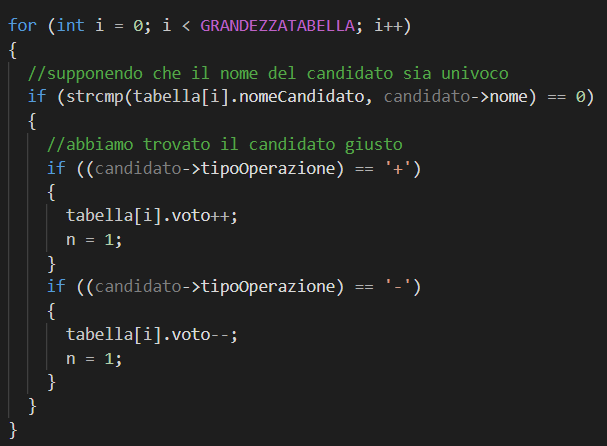 for (int i = 0; i < GRANDEZZATABELLA; i++)
{
  //supponendo che il nome del candidato sia univoco
  if (strcmp(tabella[i].nomeCandidato, candidato->nome) == 0)
  {
    //abbiamo trovato il candidato giusto
    if ((candidato->tipoOperazione) == '+')
    {
      tabella[i].voto++;
      n = 1;
    }
    if ((candidato->tipoOperazione) == '-')
    {
      tabella[i].voto--;
      n = 1;
    }
  }
}